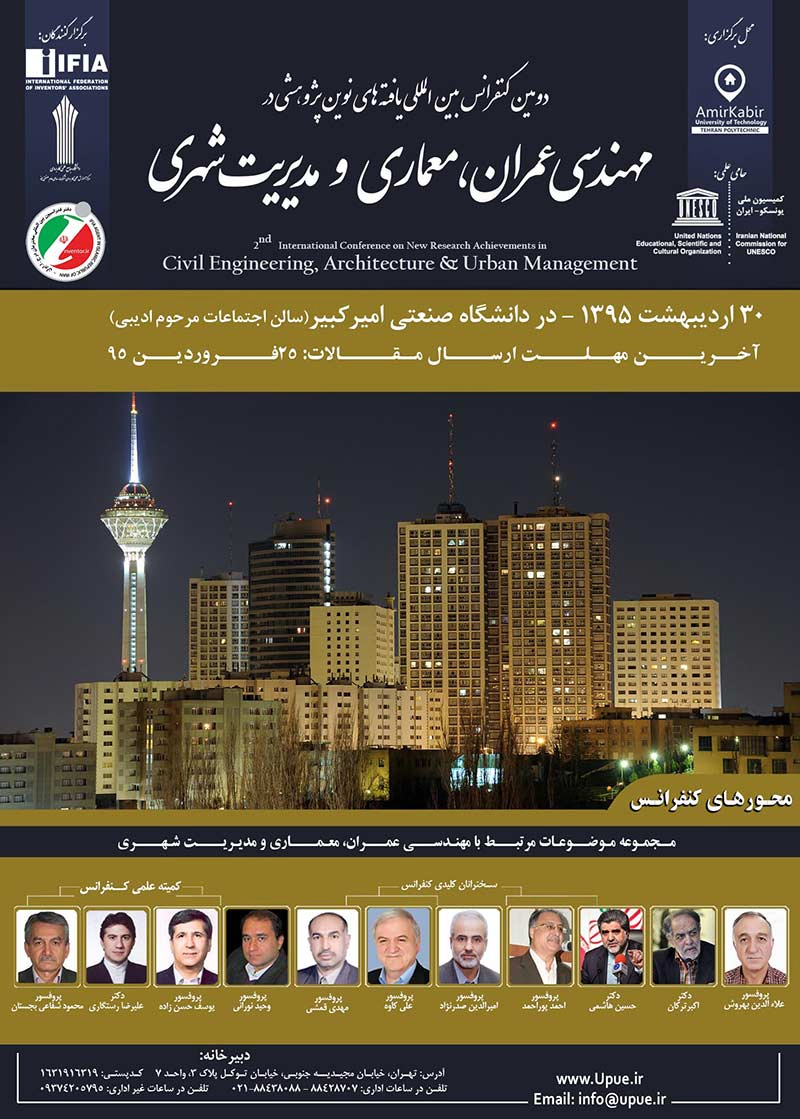 محل برگزاری:
AmirKabir
University of Technology
TEHRAN POLYTECHNIC
حامی علمی:
کمیسیون ملی
یونسکو-ایران
UNESCO
United Nations
Educational, Scientific and
Cultural Organization
Iranian National
Commission for
UNESCO
برگزارکنندگان:
IFIA
INTERNATIONAL FEDERATION
OF INVENTORS' ASSOCIATIONS
inventor.ir
دومین کنفرانس بین المللی یافته های نوین پژوهشی در
مهندسی عمران، معماری و مدیریت شهری
2nd International Conference on New Research Achievements in
Civil Engineering, Architecture & Urban Management
۳۰ اردیبهشت ۱۳۹۵ - در دانشگاه صنعتی امیرکبیر (سالن اجتماعات مرحوم ادیبی)
آخرین مهلت ارسال مقالات: ۲۵فروردین ۹۵
محورهای کنفرانس
مجموعه موضوعات مرتبط با مهندسی عمران، معماری و مدیریت شهری
سخنرانان کلیدی کنفرانس
کمیته علمی کنفرانس
پروفسور
علاء الدین بهروش
دکتر
اکبر ترکان
دکتر
حسین هاشمی
پروفسور
احمد پوراحمد
پروفسور
امیرالدین صدرنژاد
پروفسور
علی کاوه
پروفسور
مهدی قمشی
پروفسور
وحید نورانی
پروفسور
یوسف حسن زاده
دکتر
علیرضا رستگاری
پروفسور
محمود شفاعی بجستان
دبیرخانه:
آدرس: تهران، خیابان مجیدیه جنوبی، خیابان توکل پلاک ۳، واحد ۷ کدپستی: ۱۶۳۱۹۱۶۳۱۹
تلفن در ساعات اداری: ۸۸۴۲۸۷۰۷ - ۸۸۴۳۸۰۸۸-۰۲۱ تلفن در ساعات غیر اداری: ۰۹۳۷۴۲۰۵۷۹۵
www.Upue.ir
Email: info@upue.ir